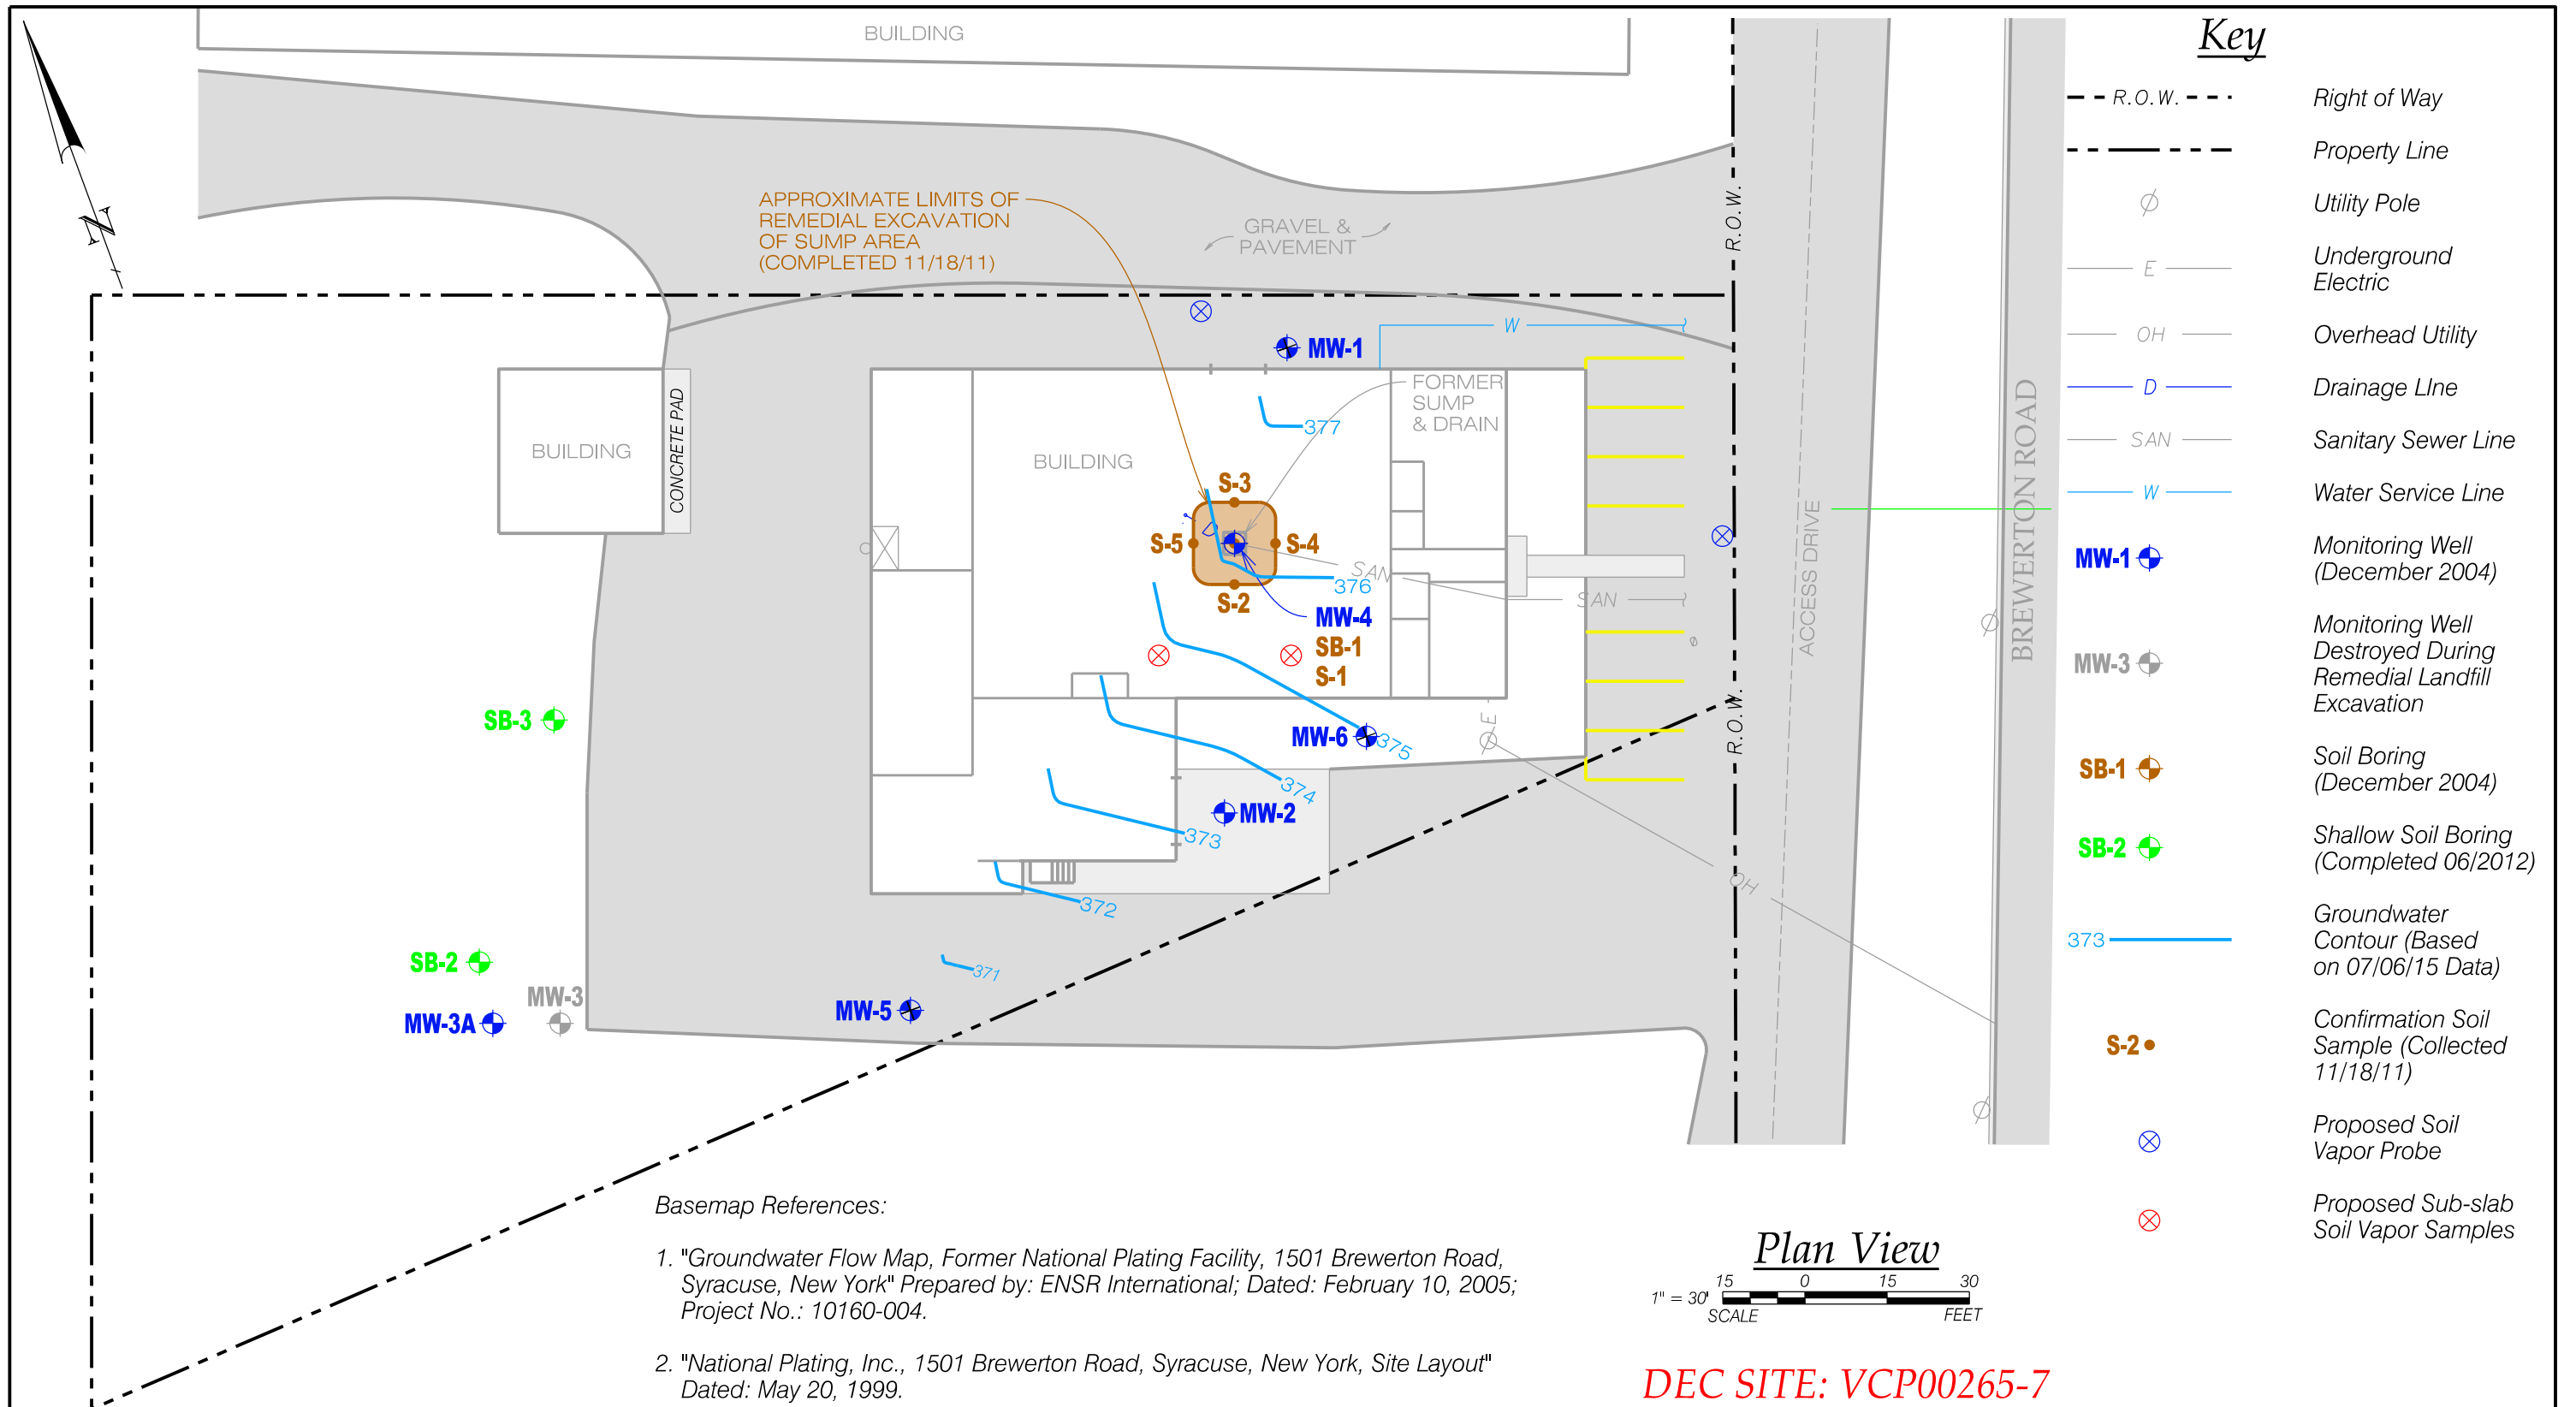 BUILDING
Key
R.O.W.
Right of Way
Property Line
Utility Pole
E
Underground
Electric
OH
Overhead Utility
D
Drainage LIne
SAN
Sanitary Sewer Line
W
Water Service Line
MW-1
Monitoring Well
(December 2004)
MW-3
Monitoring Well
Destroyed During
Remedial Landfill
Excavation
SB-1
Soil Boring
(December 2004)
SB-2
Shallow Soil Boring
(Completed 06/2012)
373
Groundwater
Contour (Based
on 07/06/15 Data)
S-2
Confirmation Soil
Sample (Collected
11/18/11)
Proposed Soil
Vapor Probe
Proposed Sub-slab
Soil Vapor Samples
N
APPROXIMATE LIMITS OF
REMEDIAL EXCAVATION
OF SUMP AREA
(COMPLETED 11/18/11)
GRAVEL &
PAVEMENT
R.O.W.
W
MW-1
FORMER
SUMP
& DRAIN
377
BUILDING
CONCRETE PAD
BUILDING
S-3
D
S-5
S-4
SAN
376
S-2
SAN
MW-4
SB-1
S-1
ACCESS DRIVE
BREWERTON ROAD
R.O.W.
E
SB-3
MW-6
375
374
MW-2
373
OH
372
SB-2
371
MW-3
MW-3A
MW-5
Basemap References:
1. "Groundwater Flow Map, Former National Plating Facility, 1501 Brewerton Road,
Syracuse, New York" Prepared by: ENSR International; Dated: February 10, 2005;
Project No.: 10160-004.
2. "National Plating, Inc., 1501 Brewerton Road, Syracuse, New York, Site Layout"
Dated: May 20, 1999.
Plan View
15 0 15 30
1" = 30'
SCALE FEET
DEC SITE: VCP00265-7